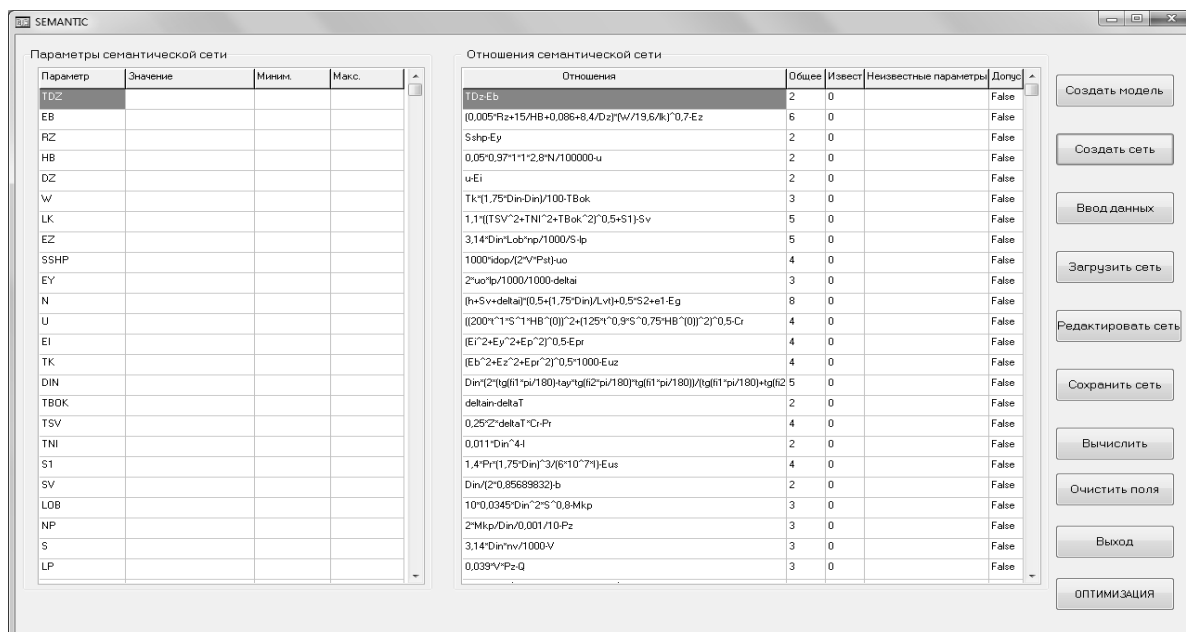 SEMANTIC
Параметры семантической сети
Отношения семантической сети
Параметр Значение Миним. Макс.
Отношения Общее Извест Неизвестные параметры Допус
TDZ
EB
RZ
HB
DZ
W
LK
EZ
SSHP
EY
N
U
EI
TK
DIN
TBOK
TSV
TNI
S1
SV
LOB
NP
S
LP
TDz-Eb 2 0 False
(0,005*Rz+15/HB+0,086+8,4/Dz)*(W/19,6/lk)^0,7-Ez 6 0 False
Sshp-Ey 2 0 False
0,05*0,97*1*1*2,8*N/100000-u 2 0 False
u-Ei 2 0 False
Tk*(1,75*Din-Din)/100-TBok 3 0 False
1,1*((TSV^2+TNI^2+TBok^2)^0,5+S1)-Sv 5 0 False
3,14*Din*Lob*np/1000/S-lp 5 0 False
1000*idop/(2*V*Pst)-uo 4 0 False
2*uo*lp/1000/1000-deltai 3 0 False
(h+Sv+deltai)*(0,5+(1,75*Din)/Lvt)+0,5*S2+e1-Eg 8 0 False
((200*t^1*S^1*HB^(0))^2+(125*t^0,9*S^0,75*HB^(0))^2)^0,5-Cr 4 0 False
(Ei^2+Ey^2+Ep^2)^0,5-Epr 4 0 False
(Eb^2+Ez^2+Epr^2)^0,5*1000-Euz 4 0 False
Din*(2*(tg(fi1*pi/180)-tay*tg(fi2*pi/180)*tg(fi1*pi/180))/(tg(fi1*pi/180)+tg(fi2 5 0 False
deltain-deltaT 2 0 False
0,25*Z*deltaT*Cr-Pr 4 0 False
0,011*Din^4-I 2 0 False
1,4*Pr*(1,75*Din)^3/(6*10^7*I)-Eus 4 0 False
Din/(2*0,85689832)-b 2 0 False
10*0,0345*Din^2*S^0,8-Mkp 3 0 False
2*Mkp/Din/0,001/10-Pz 3 0 False
3,14*Din*nv/1000-V 3 0 False
0,039*V*Pz-Q 3 0 False
Создать модель
Создать сеть
Ввод данных
Загрузить сеть
Редактировать сеть
Сохранить сеть
Вычислить
Очистить поля
Выход
ОПТИМИЗАЦИЯ